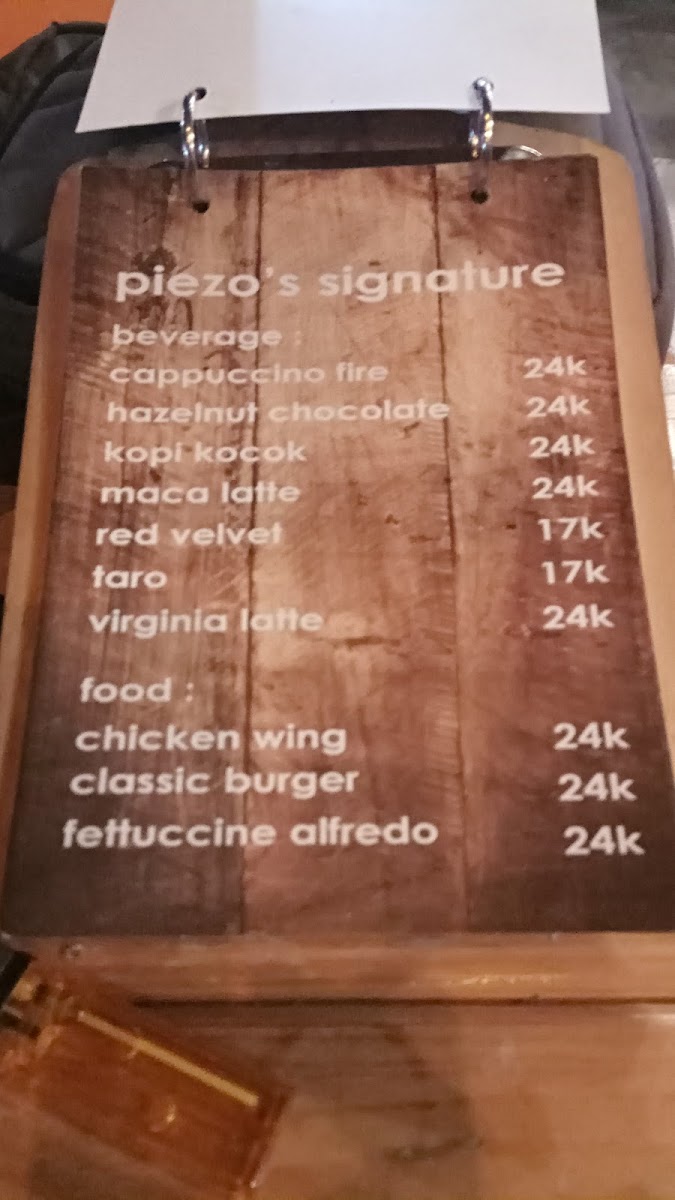 piezo's signature
beverage :
cappuccino fire 24k
hazelnut chocolate 24k
kopi kocok 24k
maca latte 24k
red velvet 17k
taro 17k
virginia latte 24k
food :
chicken wing 24k
classic burger 24k
fettuccine alfredo 24k